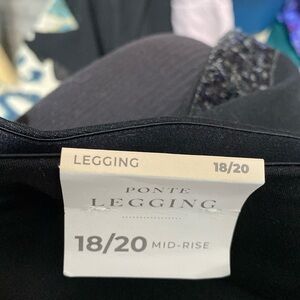 LEGGING 18/20
PONTE
LEGGING
18/20 MID-RISE